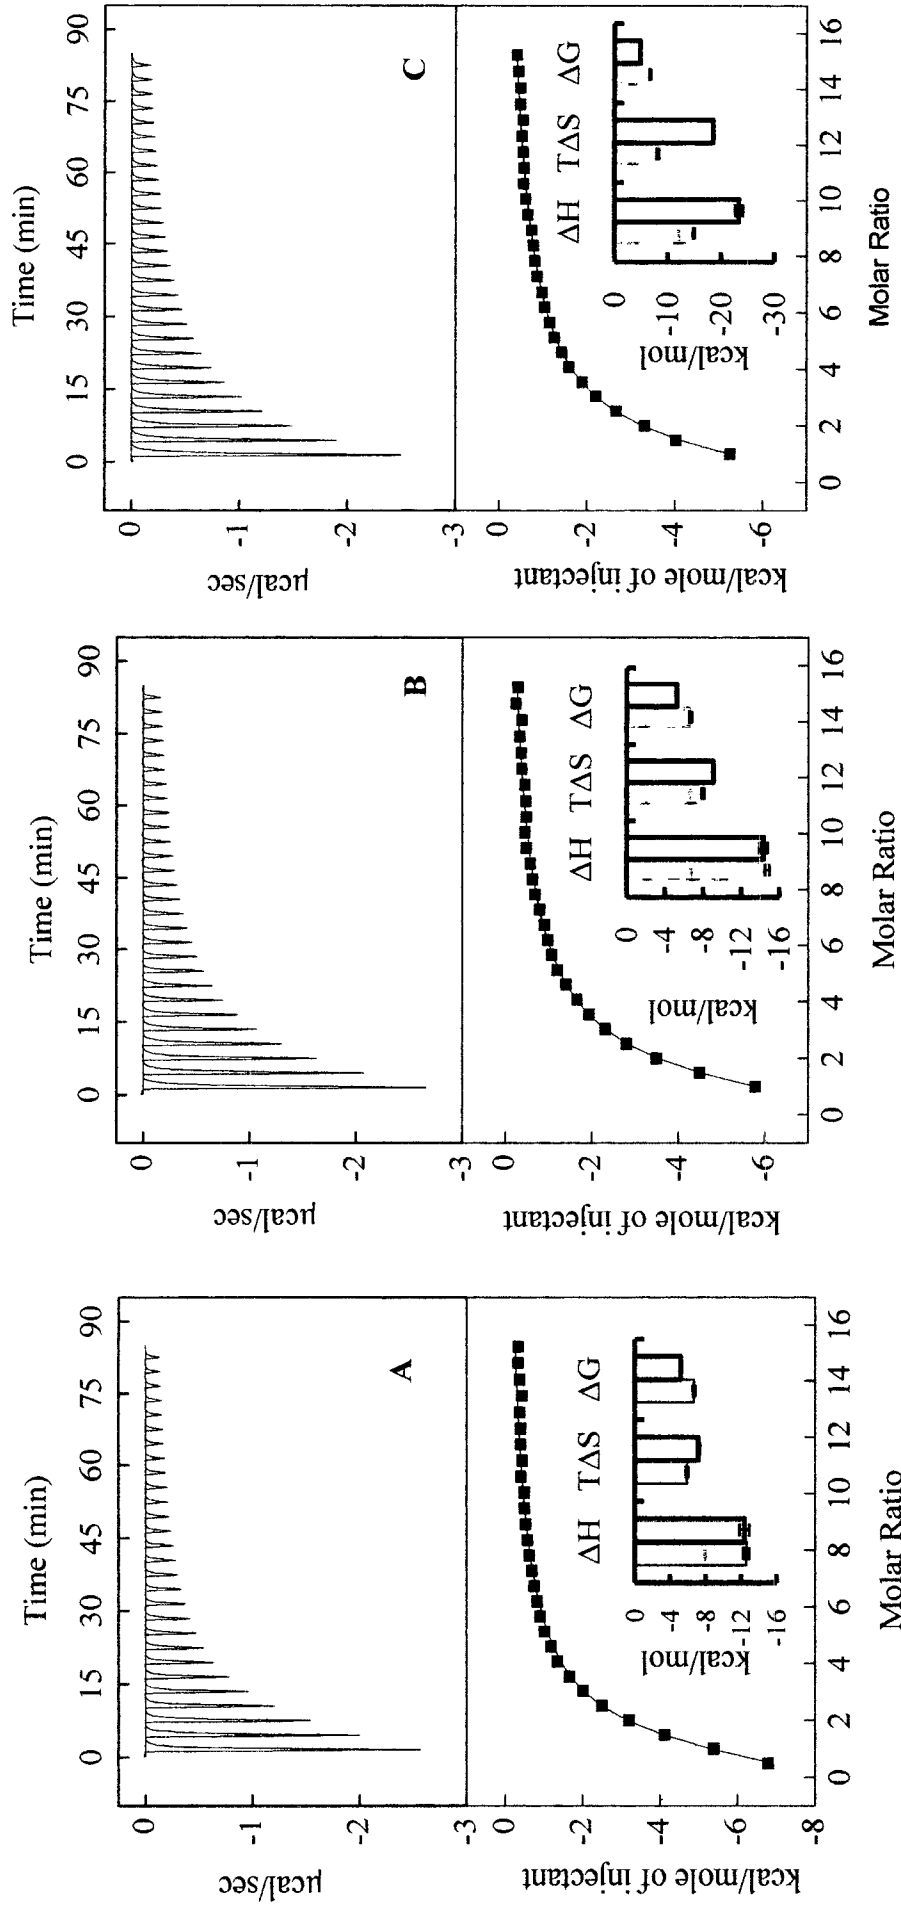 Time (min)
0 15 30 45 60 75 90
0
-1
-2
-3
µcal/sec
A
0
-2
-4
-6
-8
kcal/mole of injectant
ΔH TΔS ΔG
0
-4
-8
-12
-16
kcal/mol
0 2 4 6 8 10 12 14 16
Molar Ratio
Time (min)
0 15 30 45 60 75 90
0
-1
-2
-3
µcal/sec
B
0
-2
-4
-6
kcal/mole of injectant
ΔH TΔS ΔG
0
-4
-8
-12
-16
kcal/mol
0 2 4 6 8 10 12 14 16
Molar Ratio
Time (min)
0 15 30 45 60 75 90
0
-1
-2
-3
µcal/sec
C
0
-2
-4
-6
kcal/mole of injectant
ΔH TΔS ΔG
0
-10
-20
-30
kcal/mol
0 2 4 6 8 10 12 14 16
Molar Ratio